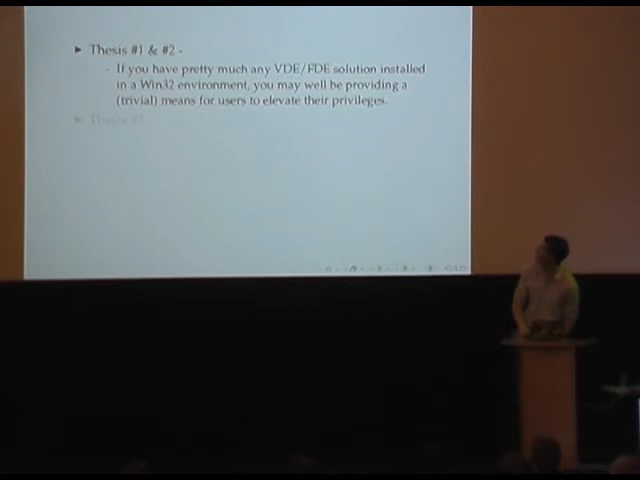 ▸ Thesis #1 & #2 -
- If you have pretty much any VDE/FDE solution installed
in a Win32 environment, you may well be providing a
(trivial) means for users to elevate their privileges.